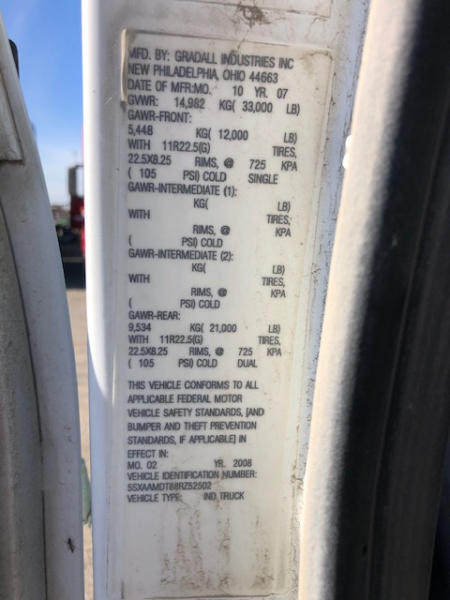 MFD. BY: GRADALL INDUSTRIES INC
NEW PHILADELPHIA, OHIO 44663
DATE OF MFR:MO. 10 YR. 07
GVWR: 14,982 KG( 33,000 LB)
GAWR-FRONT:
5,448 KG( 12,000 LB)
WITH 11R22.5(G) TIRES,
22.5X8.25 RIMS, @ 725 KPA
( 105 PSI) COLD SINGLE
GAWR-INTERMEDIATE (1):
KG( LB)
WITH TIRES,
RIMS, @ KPA
( PSI) COLD
GAWR-INTERMEDIATE (2):
KG( LB)
WITH TIRES,
RIMS, @ KPA
( PSI) COLD
GAWR-REAR:
9,534 KG( 21,000 LB)
WITH 11R22.5(G) TIRES,
22.5X8.25 RIMS, @ 725 KPA
( 105 PSI) COLD DUAL
THIS VEHICLE CONFORMS TO ALL
APPLICABLE FEDERAL MOTOR
VEHICLE SAFETY STANDARDS, [AND
BUMPER AND THEFT PREVENTION
STANDARDS, IF APPLICABLE] IN
EFFECT IN:
MO. 02 YR. 2008
VEHICLE IDENTIFICATION NUMBER:
SSXAAMDT88RZ52502
VEHICLE TYPE: IND TRUCK